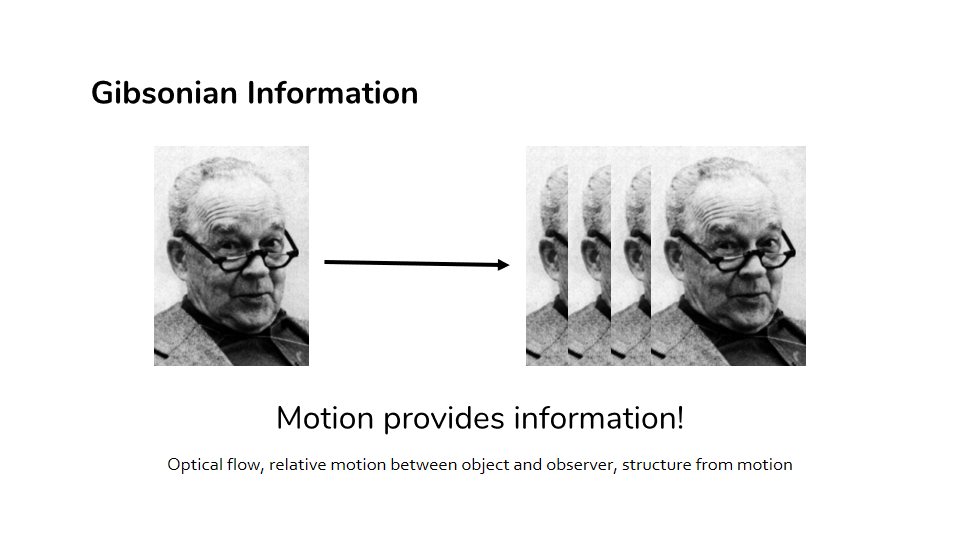 Gibsonian Information
Motion provides information!
Optical flow, relative motion between object and observer, structure from motion